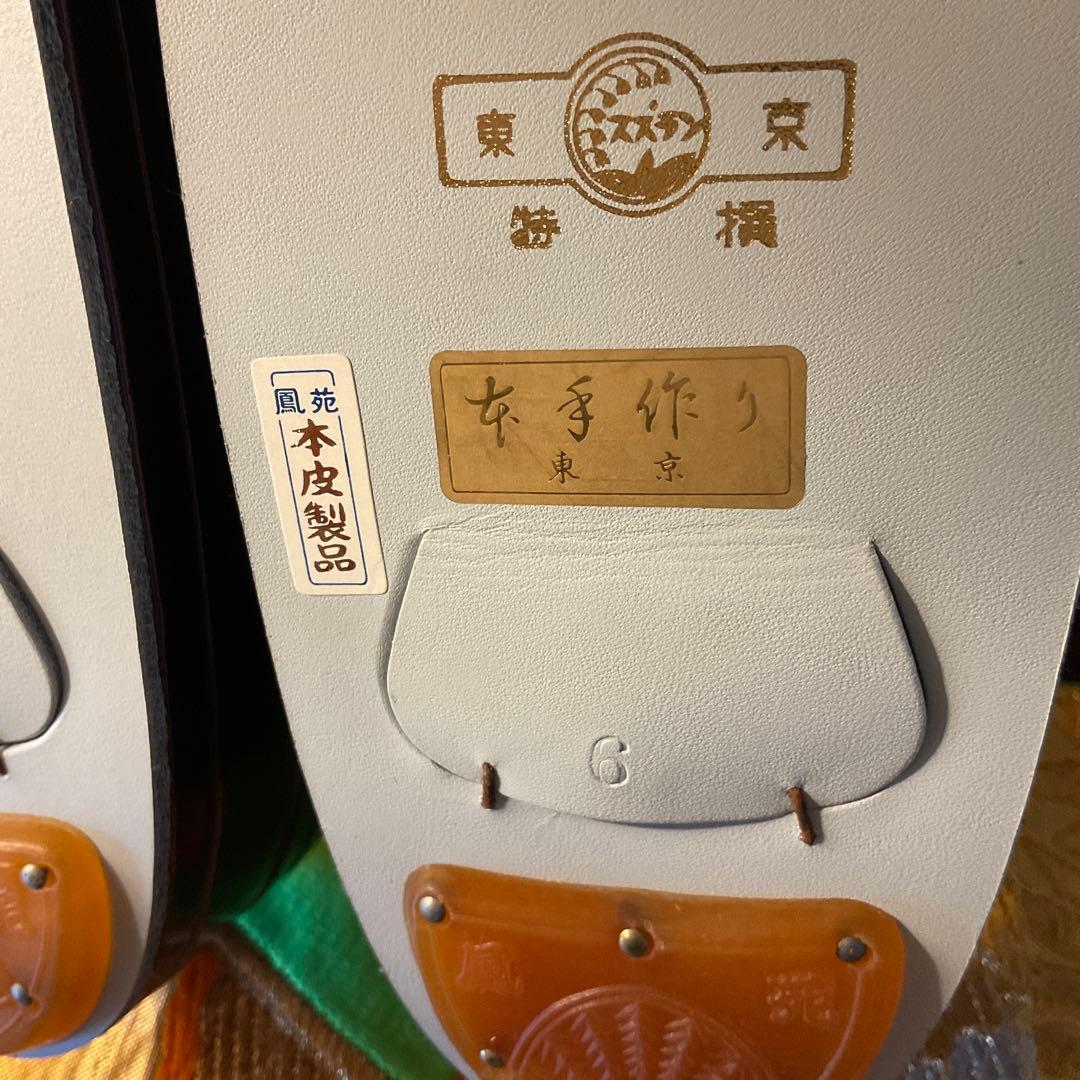 東 スズラン 京
特撰
本手作り
東京
鳳苑
本皮製品
6
鳳 苑